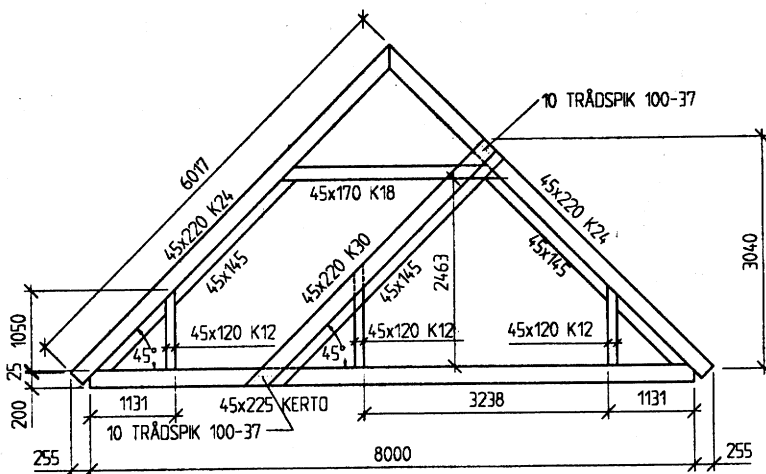 10 TRÅDSPIK 100-37
6017
45x220 K24
45x170 K18
45x220 K24
45x145
45x220 K30
45x145
2463
45x145
3040
1050
45x120 K12
45x120 K12
45x120 K12
45°
45°
25
200
1131
45x225 KERTO
3238
1131
10 TRÅDSPIK 100-37
255
8000
255